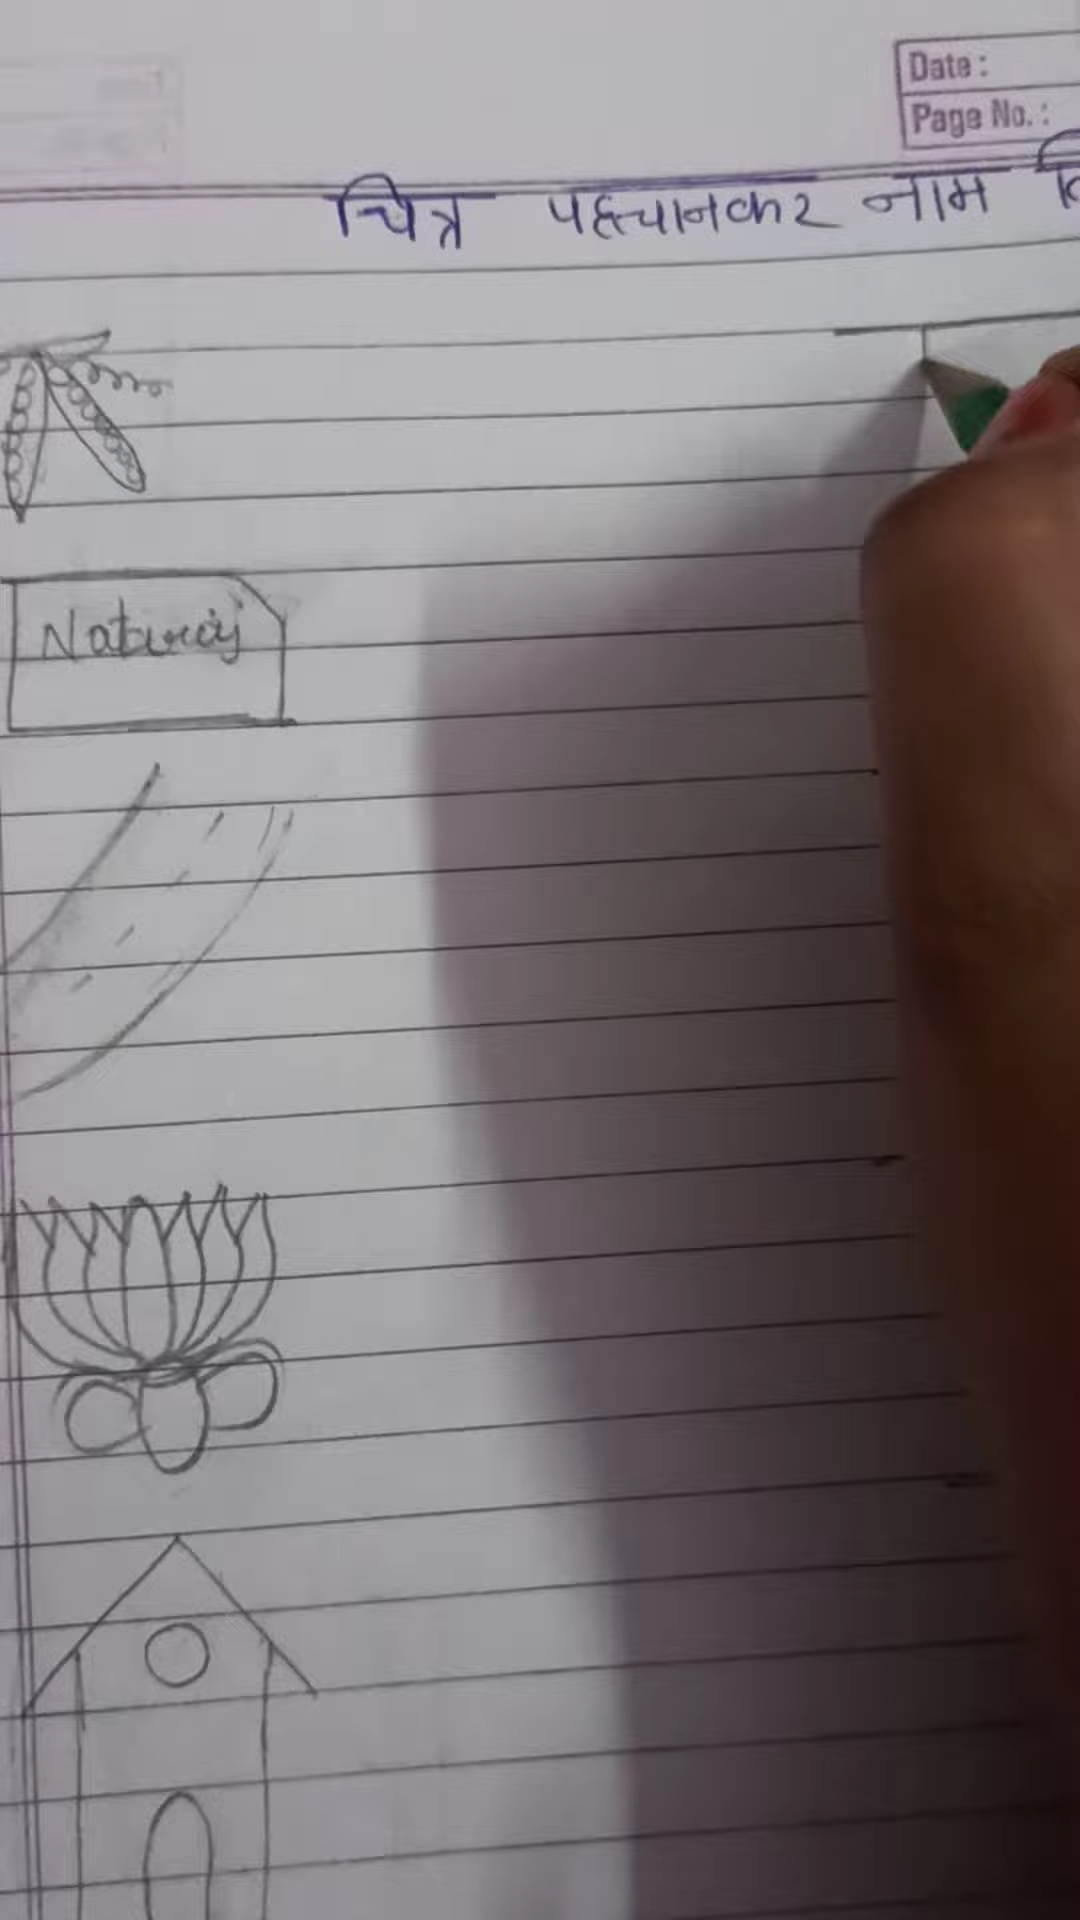 Date :
Page No. :
चित्र पहचानकर नाम
Nataraj